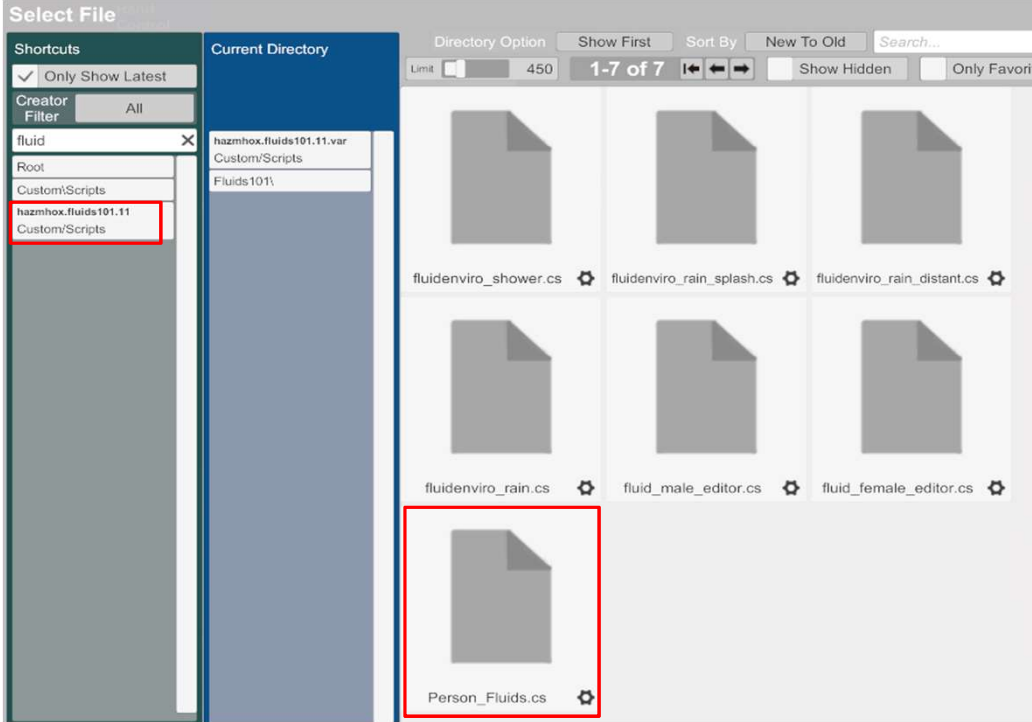 Select File
Shortcuts
Only Show Latest
Creator Filter
All
fluid
Root
Custom\Scripts
hazmhox.fluids101.11
Custom/Scripts
Current Directory
hazmhox.fluids101.11.var
Custom/Scripts
Fluids101\
Directory Option Show First Sort By New To Old Search...
Limit 450 1-7 of 7 Show Hidden Only Favori
fluidenviro_shower.cs fluidenviro_rain_splash.cs fluidenviro_rain_distant.cs
fluidenviro_rain.cs fluid_male_editor.cs fluid_female_editor.cs
Person_Fluids.cs